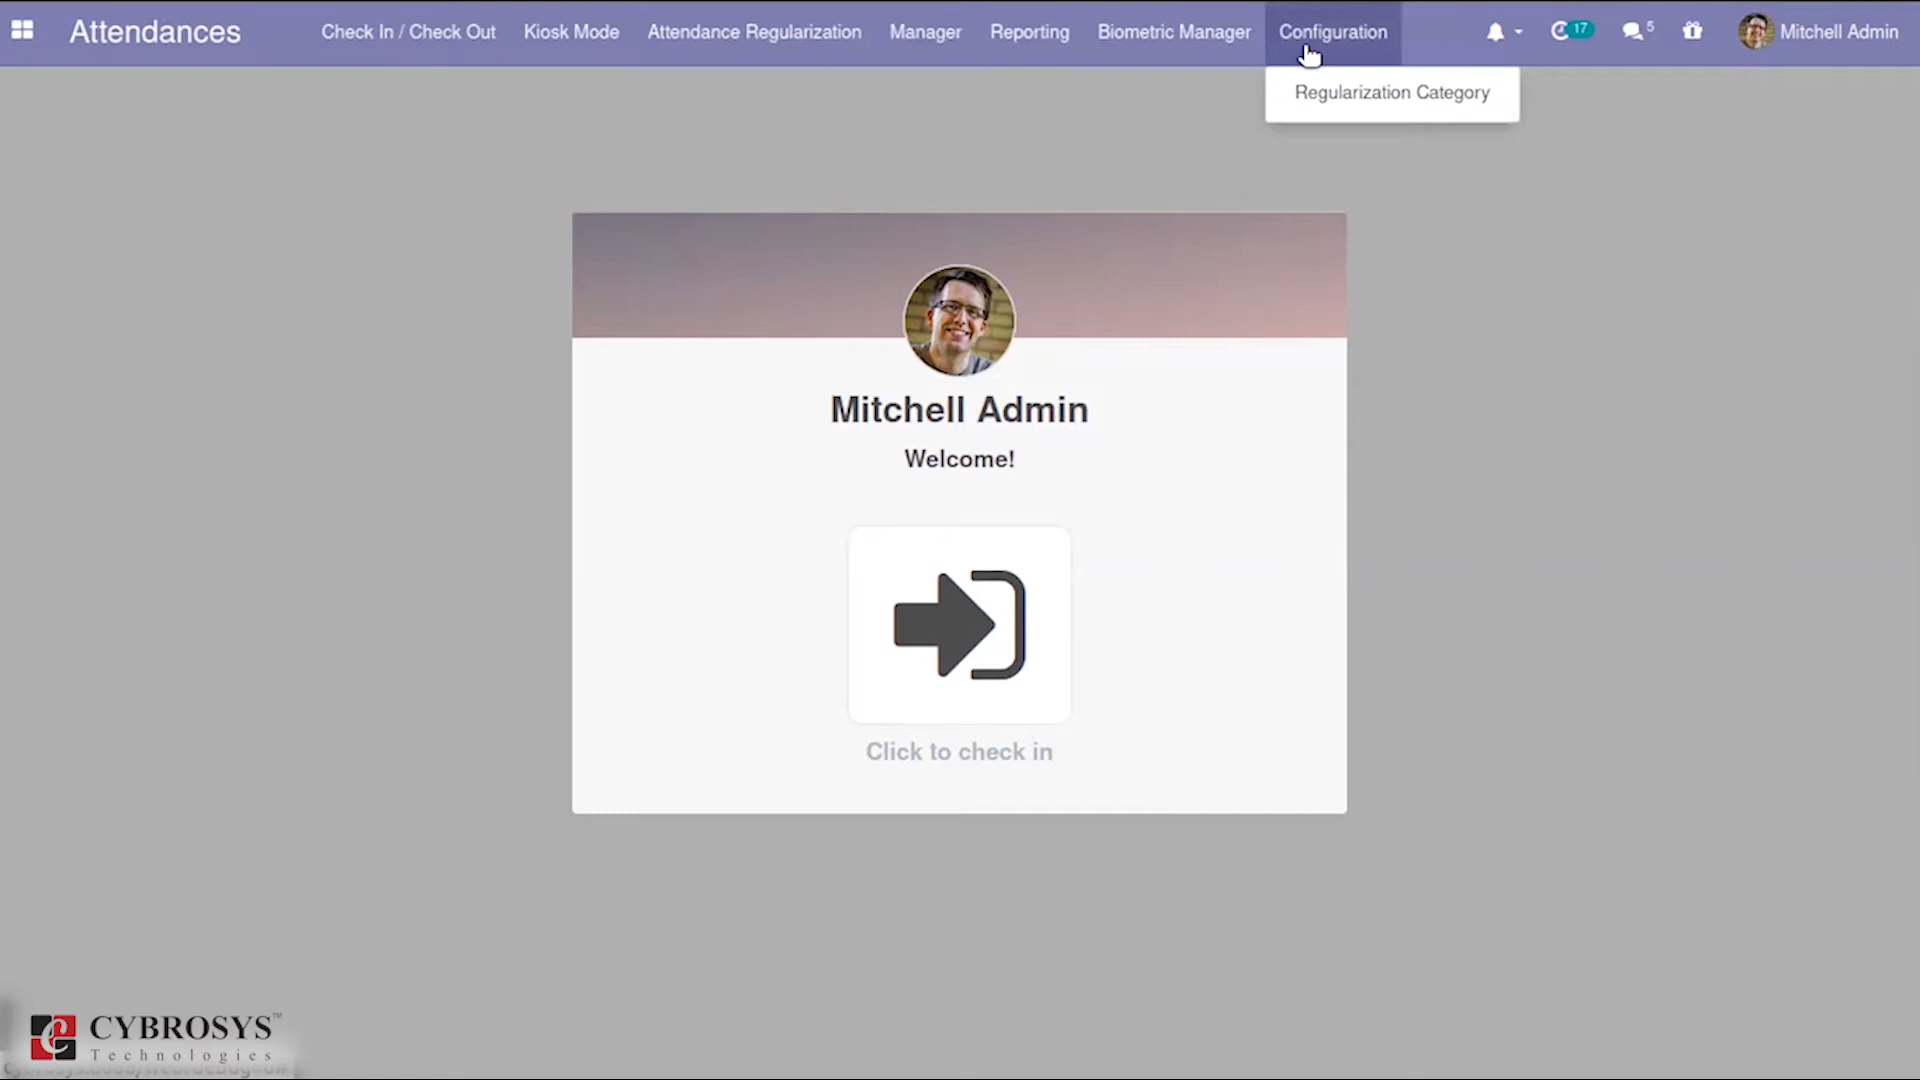 Attendances
Check In / Check Out
Kiosk Mode
Attendance Regularization
Manager
Reporting
Biometric Manager
Configuration
17
5
Mitchell Admin
Regularization Category
Mitchell Admin
Welcome!
Click to check in
CYBROSYS™
Technologies